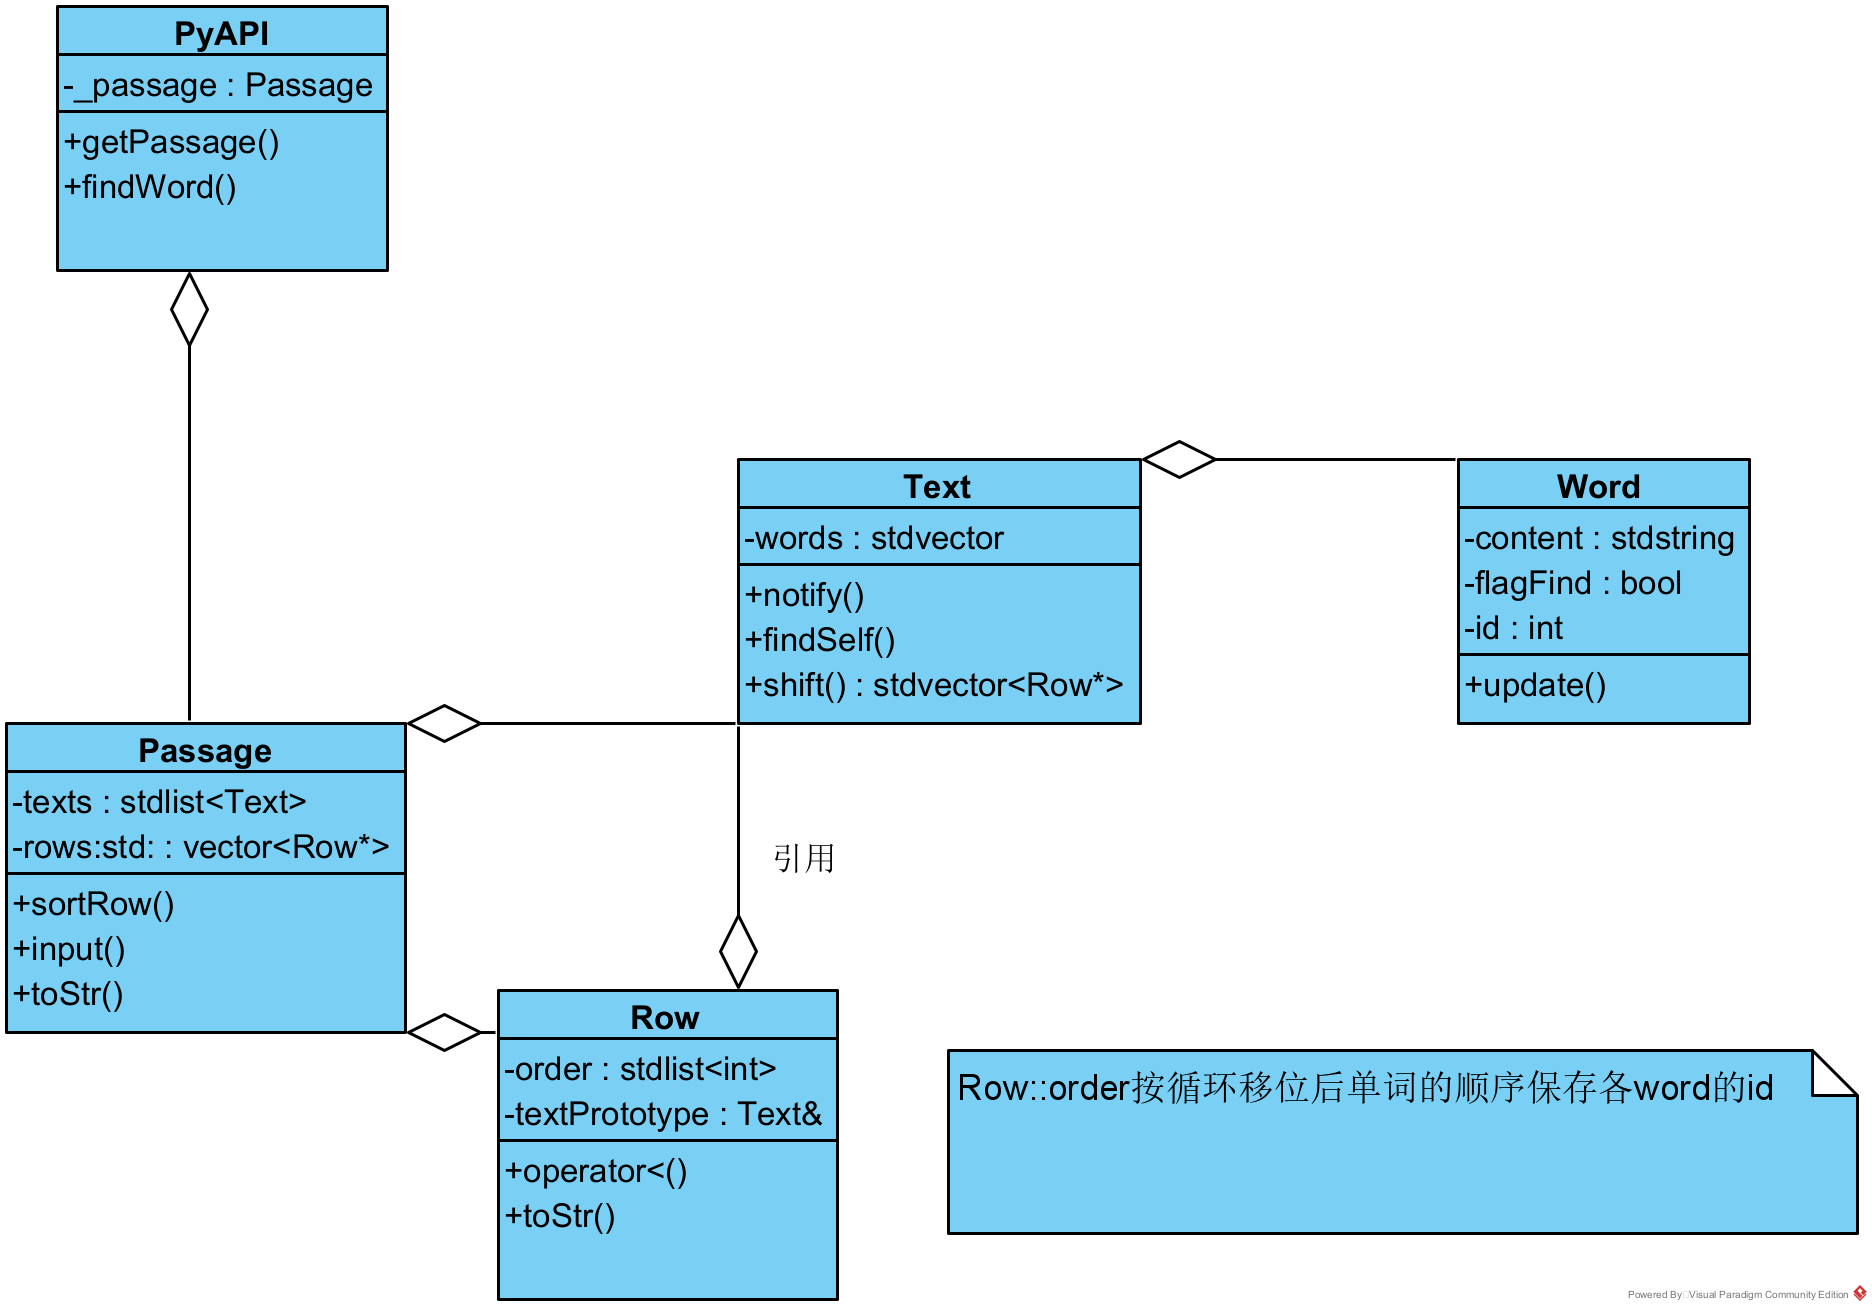 PyAPI
-_passage : Passage
+getPassage()
+findWord()
Text
-words : stdvector
+notify()
+findSelf()
+shift() : stdvector<Row*>
Word
-content : stdstring
-flagFind : bool
-id : int
+update()
Passage
-texts : stdlist<Text>
-rows:std: : vector<Row*>
+sortRow()
+input()
+toStr()
引用
Row
-order : stdlist<int>
-textPrototype : Text&
+operator<()
+toStr()
Row::order按循环移位后单词的顺序保存各word的id
Powered By Visual Paradigm Community Edition